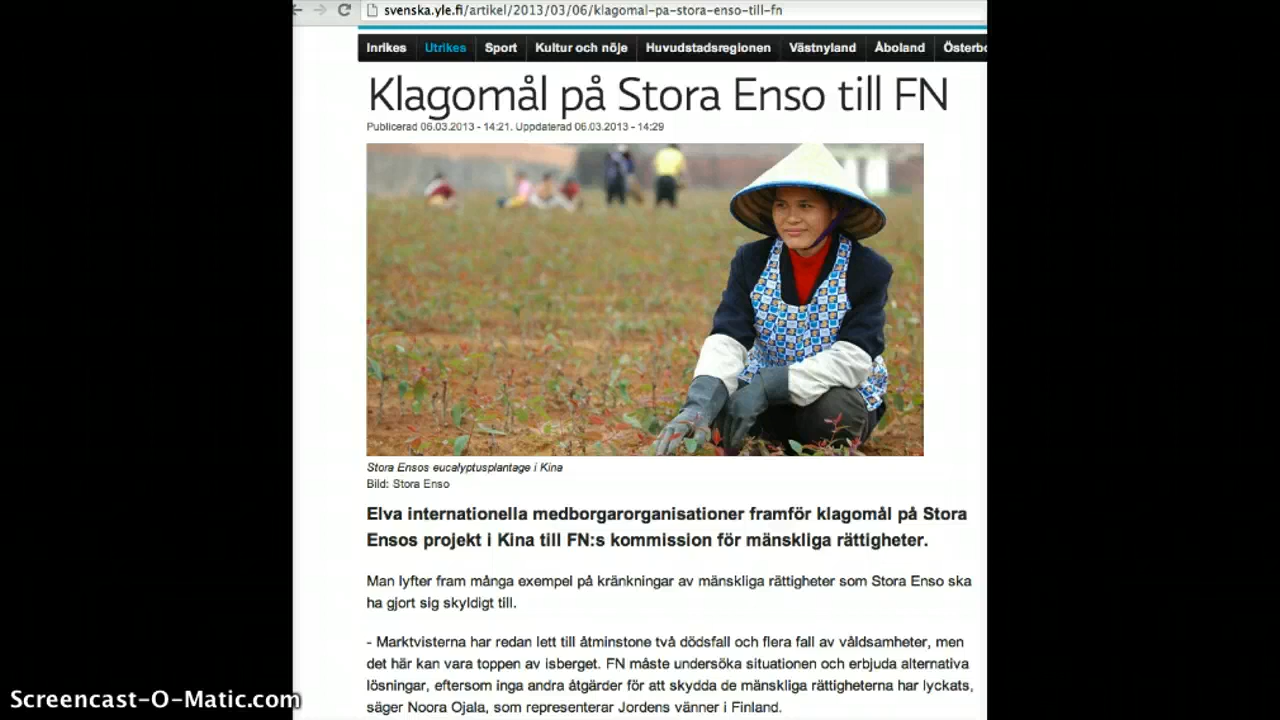 svenska.yle.fi/artikel/2013/03/06/klagomal-pa-stora-enso-till-fn
Inrikes Utrikes Sport Kultur och nöje Huvudstadsregionen Västnyland Åboland Österbo
Klagomål på Stora Enso till FN
Publicerad 06.03.2013 - 14:21. Uppdaterad 06.03.2013 - 14:29
Stora Ensos eucalyptusplantage i Kina
Bild: Stora Enso
Elva internationella medborgarorganisationer framför klagomål på Stora
Ensos projekt i Kina till FN:s kommission för mänskliga rättigheter.
Man lyfter fram många exempel på kränkningar av mänskliga rättigheter som Stora Enso ska
ha gjort sig skyldigt till.
- Marktvisterna har redan lett till åtminstone två dödsfall och flera fall av våldsamheter, men
det här kan vara toppen av isberget. FN måste undersöka situationen och erbjuda alternativa
lösningar, eftersom inga andra åtgärder för att skydda de mänskliga rättigheterna har lyckats,
säger Noora Ojala, som representerar Jordens vänner i Finland.
Screencast-O-Matic.com